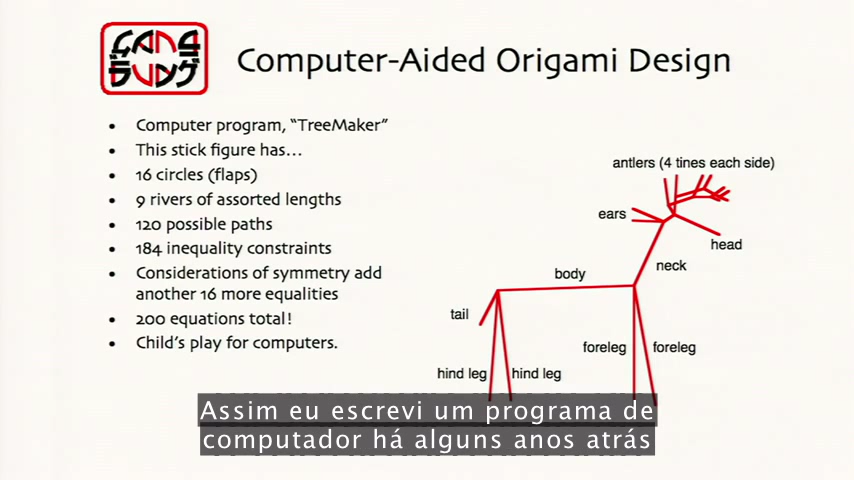 LANG
Computer-Aided Origami Design
• Computer program, “TreeMaker”
• This stick figure has…
• 16 circles (flaps)
• 9 rivers of assorted lengths
• 120 possible paths
• 184 inequality constraints
• Considerations of symmetry add
another 16 more equalities
• 200 equations total!
• Child’s play for computers.
antlers (4 tines each side)
ears
head
neck
body
tail
foreleg foreleg
hind leg hind leg
Assim eu escrevi um programa de
computador há alguns anos atrás